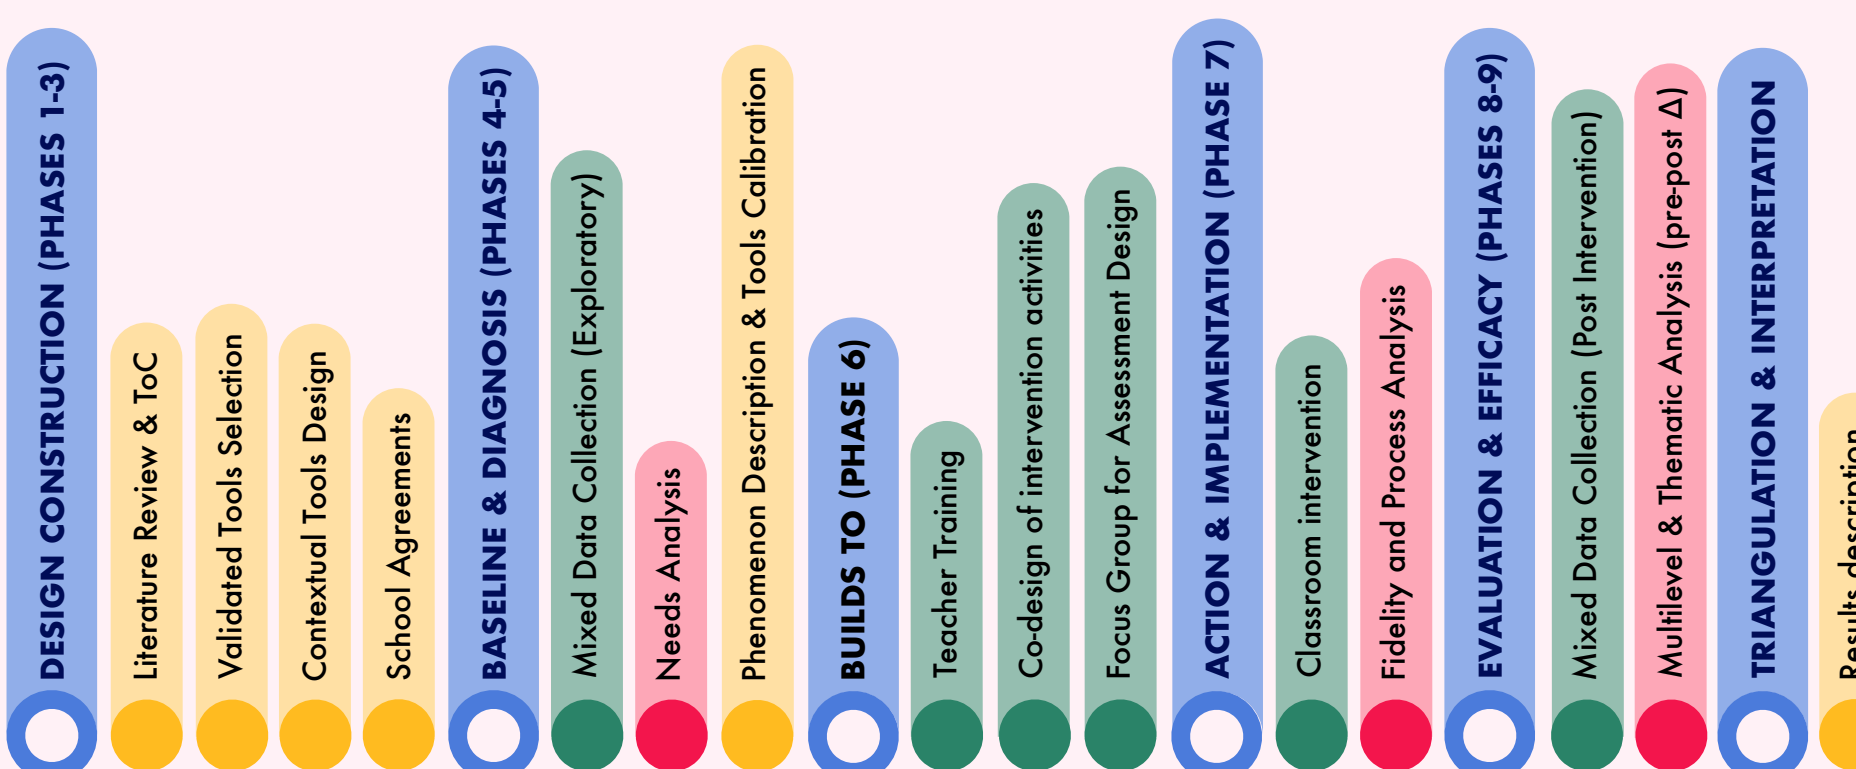 DESIGN CONSTRUCTION (PHASES 1-3)
Literature Review & ToC
Validated Tools Selection
Contextual Tools Design
School Agreements
BASELINE & DIAGNOSIS (PHASES 4-5)
Mixed Data Collection (Exploratory)
Needs Analysis
Phenomenon Description & Tools Calibration
BUILDS TO (PHASE 6)
Teacher Training
Co-design of intervention activities
Focus Group for Assessment Design
ACTION & IMPLEMENTATION (PHASE 7)
Classroom intervention
Fidelity and Process Analysis
EVALUATION & EFFICACY (PHASES 8-9)
Mixed Data Collection (Post Intervention)
Multilevel & Thematic Analysis (pre-post Δ)
TRIANGULATION & INTERPRETATION
Results description